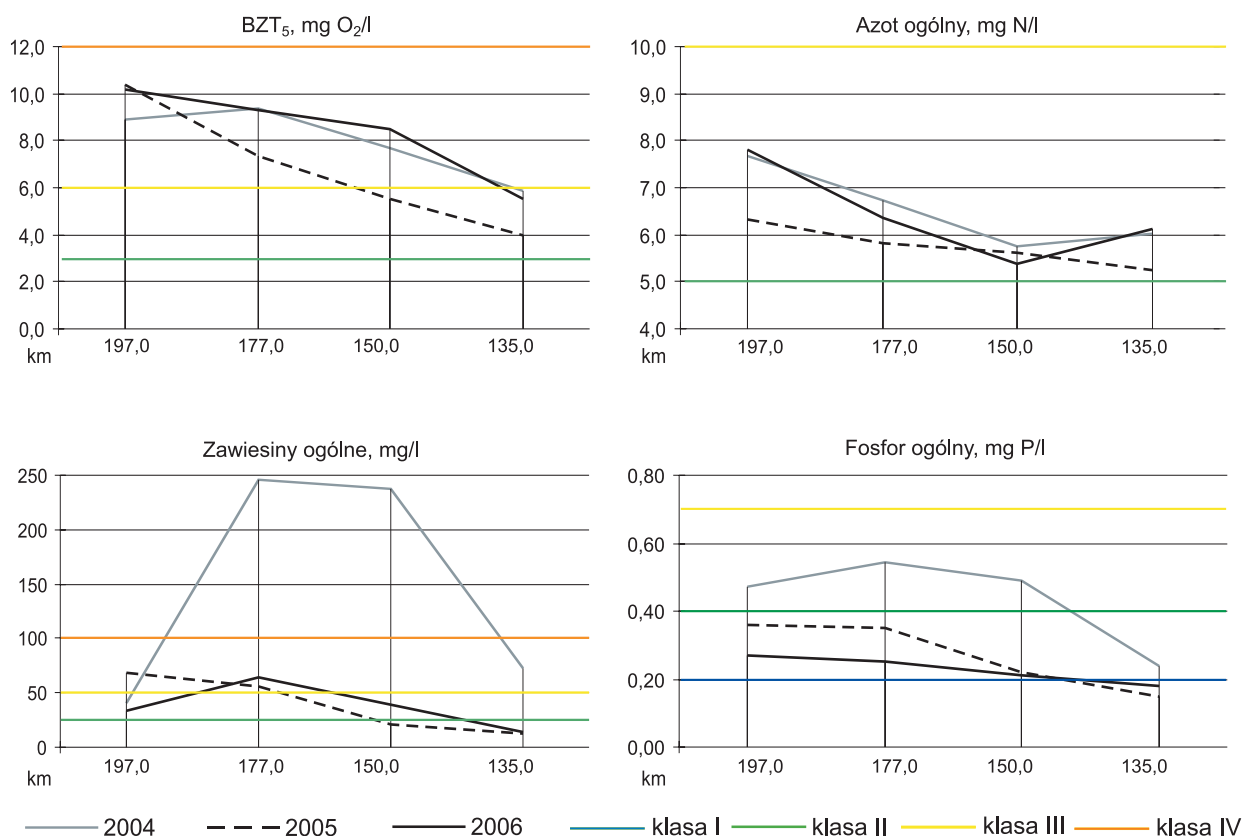 BZT₅, mg O₂/l
12,0
10,0
8,0
6,0
4,0
2,0
0,0
km
197,0 177,0 150,0 135,0
Azot ogólny, mg N/l
10,0
9,0
8,0
7,0
6,0
5,0
4,0
km
197,0 177,0 150,0 135,0
Zawiesiny ogólne, mg/l
250
200
150
100
50
0
km
197,0 177,0 150,0 135,0
Fosfor ogólny, mg P/l
0,80
0,60
0,40
0,20
0,00
km
197,0 177,0 150,0 135,0
2004 2005 2006 klasa I klasa II klasa III klasa IV